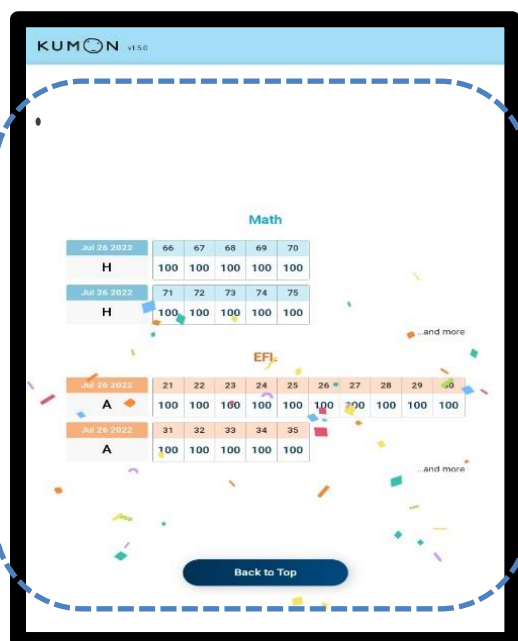 KUMON v1.5.0
Math
Jul 26 2022 66 67 68 69 70
H 100 100 100 100 100
Jul 26 2022 71 72 73 74 75
H 100 100 100 100 100
...and more
EFL
Jul 26 2022 21 22 23 24 25 26 27 28 29 30
A 100 100 100 100 100 100 100 100 100 100
Jul 26 2022 31 32 33 34 35
A 100 100 100 100 100
...and more
Back to Top